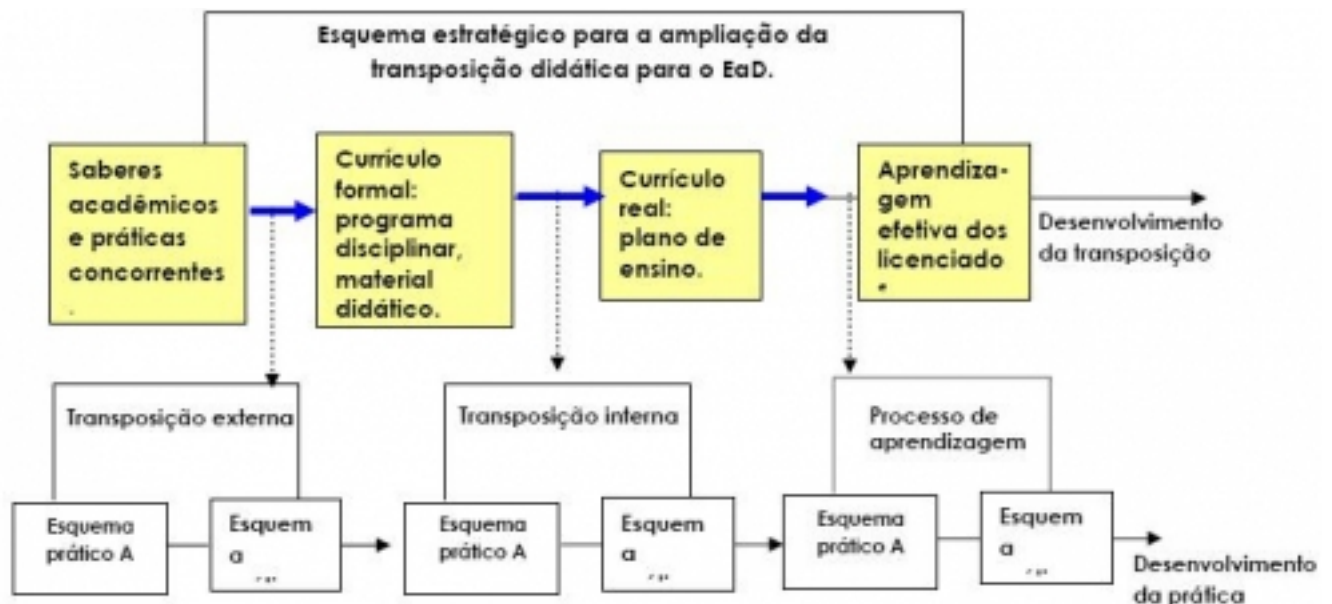 Esquema estratégico para a ampliação da
transposição didática para o EaD.
Saberes
acadêmicos
e práticas
concorrentes
.
Currículo
formal:
programa
disciplinar,
material
didático.
Currículo
real:
plano de
ensino.
Aprendiza-
gem
efetiva dos
licenciado
Desenvolvimento
da transposição
Transposição externa
Transposição interna
Processo de
aprendizagem
Esquema
prático A
Esquem
a
Esquema
prático A
Esquem
a
Esquema
prático A
Esquem
a
Desenvolvimento
da prática